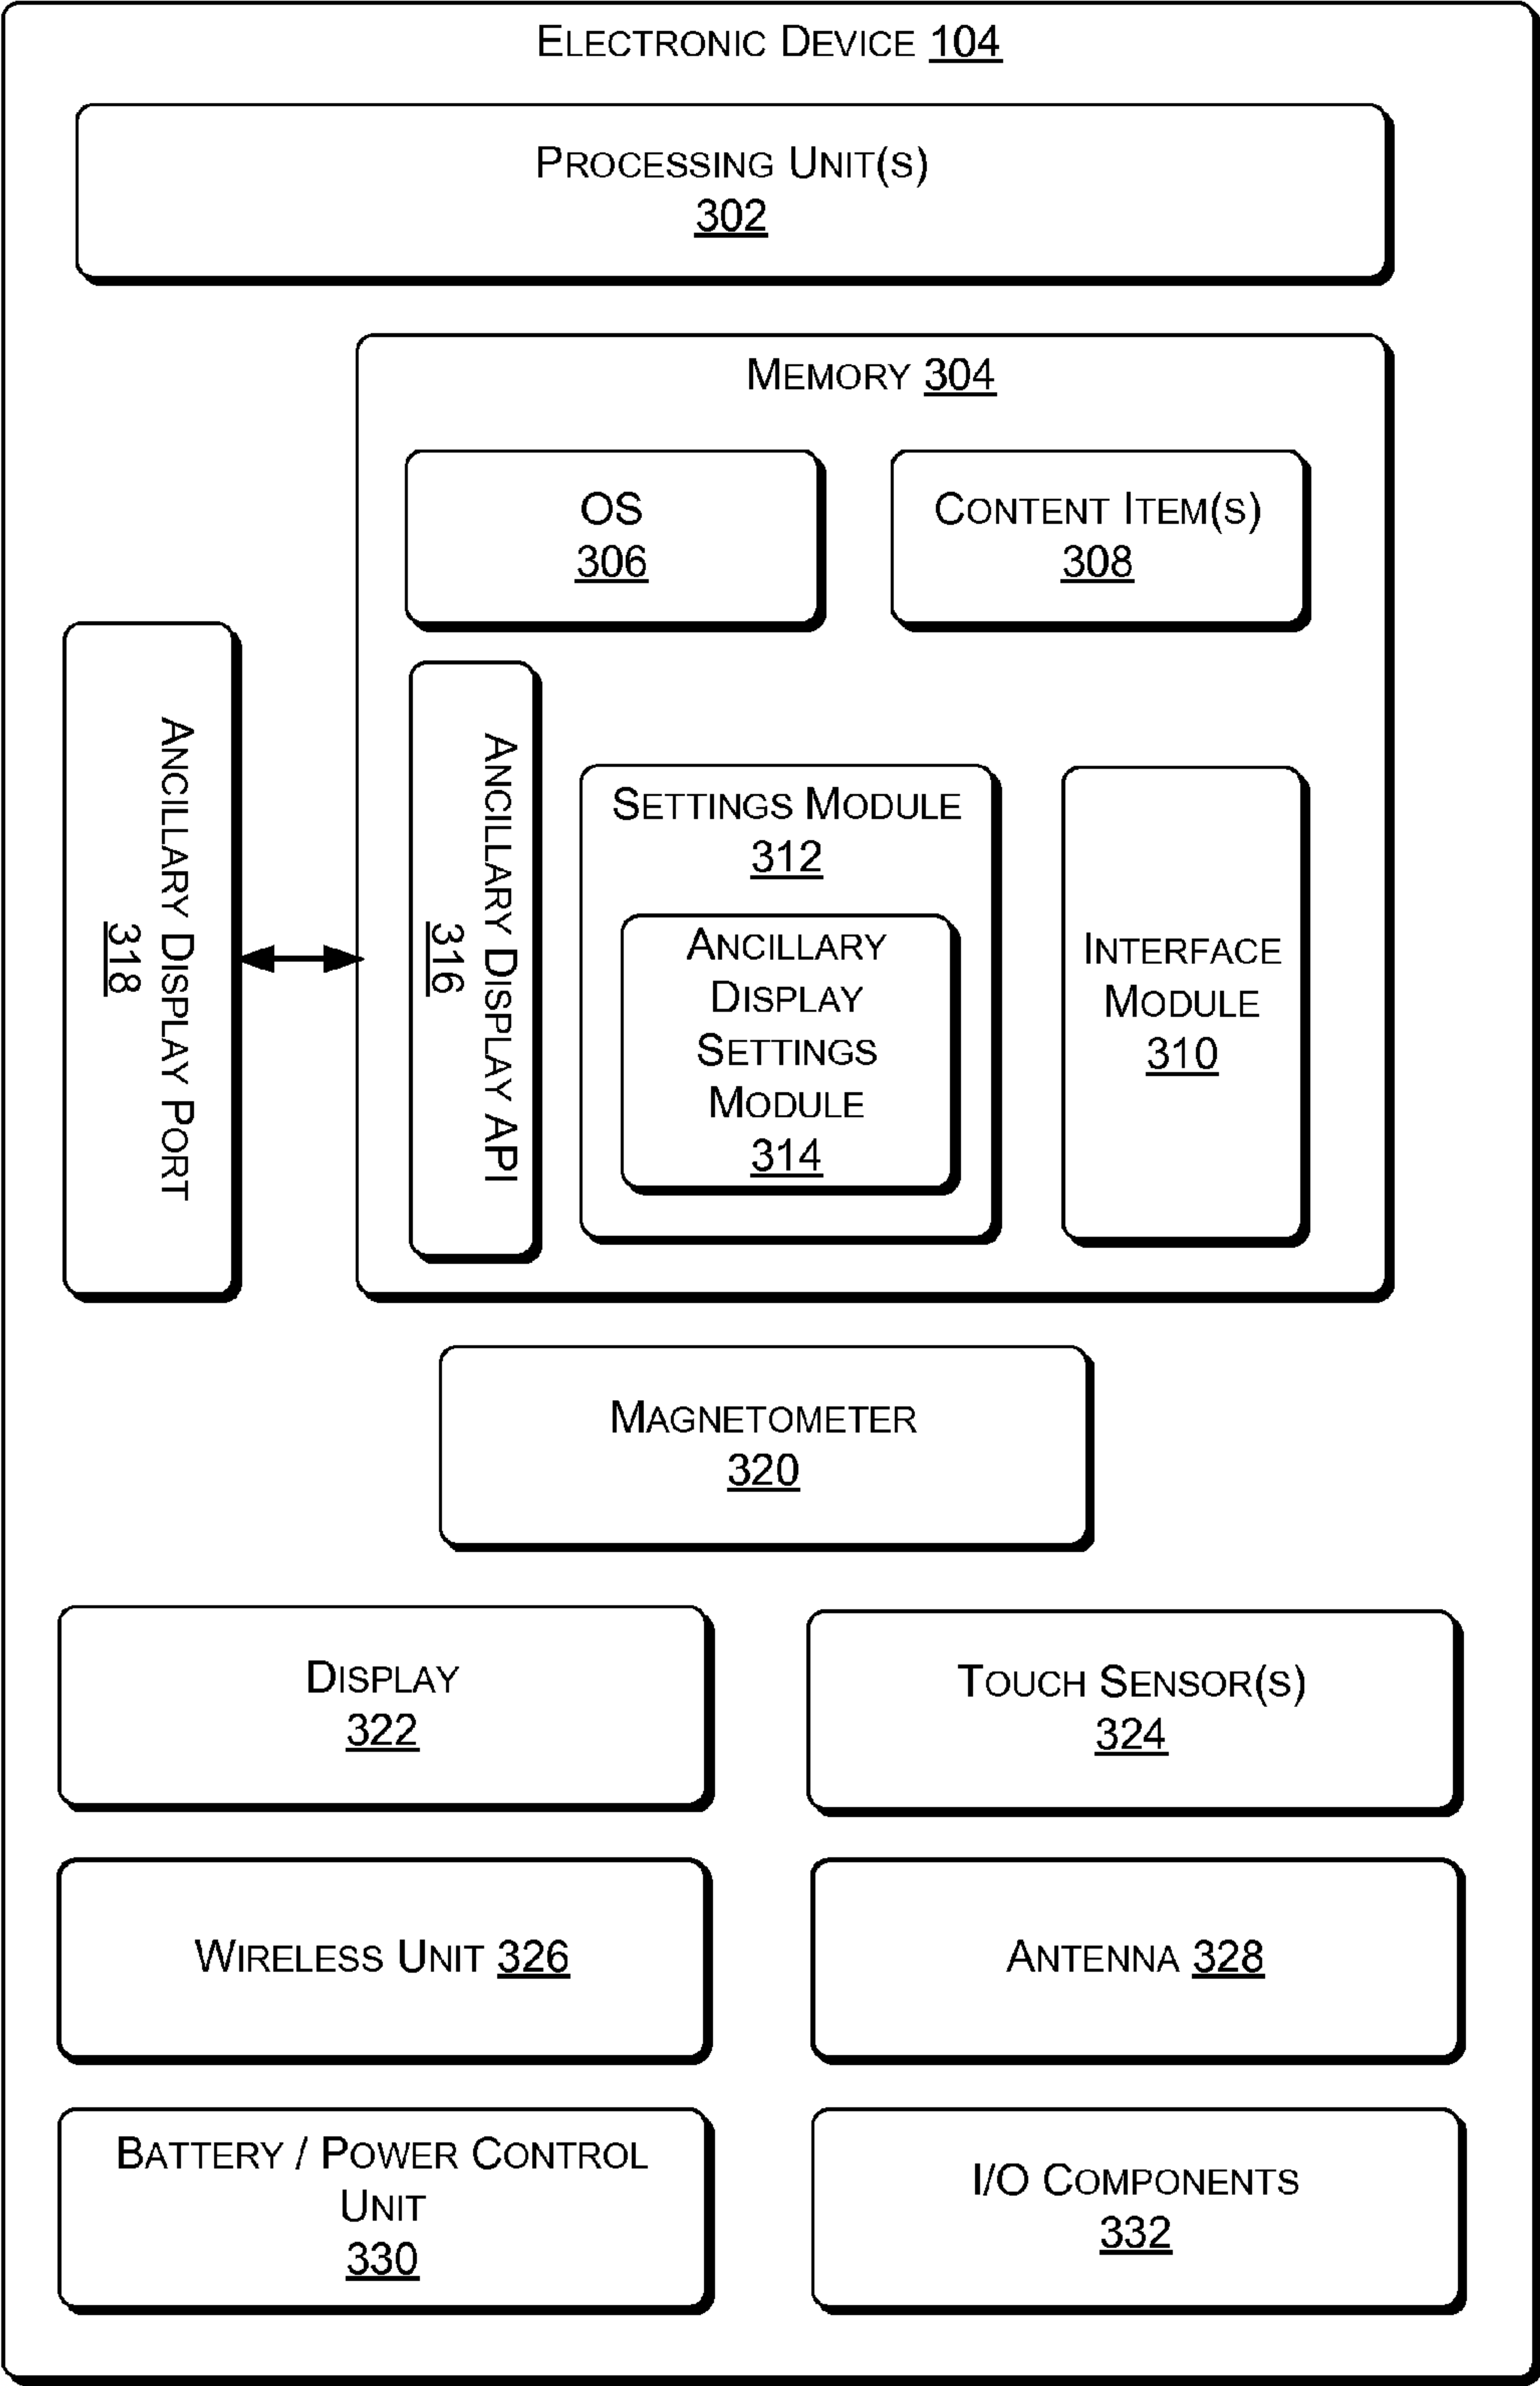 ELECTRONIC DEVICE 104
PROCESSING UNIT(S)
302
MEMORY 304
OS
306
CONTENT ITEM(S)
308
ANCILLARY DISPLAY PORT
318
ANCILLARY DISPLAY API
316
SETTINGS MODULE
312
ANCILLARY
DISPLAY
SETTINGS
MODULE
314
INTERFACE
MODULE
310
MAGNETOMETER
320
DISPLAY
322
TOUCH SENSOR(S)
324
WIRELESS UNIT 326
ANTENNA 328
BATTERY / POWER CONTROL
UNIT
330
I/O COMPONENTS
332